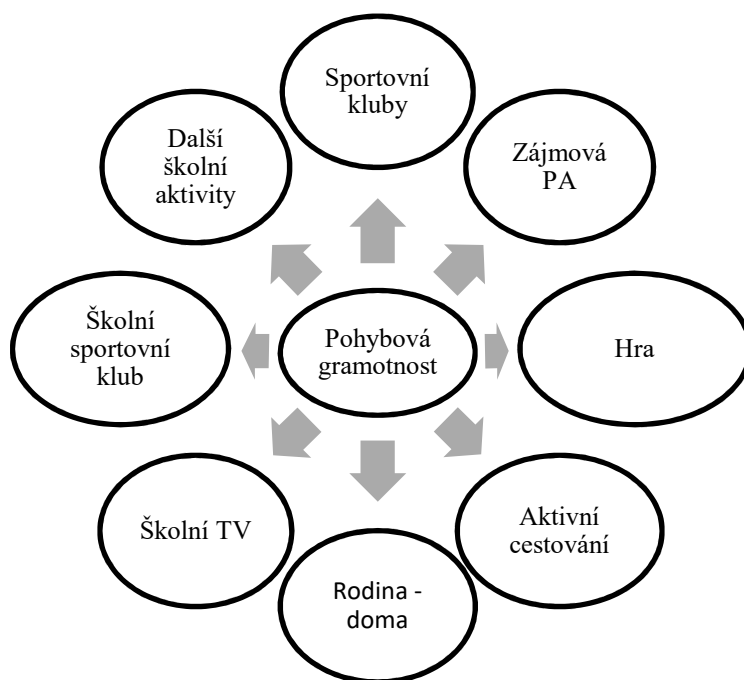 Sportovní
kluby
Další
školní
aktivity
Zájmová
PA
Školní
sportovní
klub
Pohybová
gramotnost
Hra
Školní TV
Aktivní
cestování
Rodina -
doma